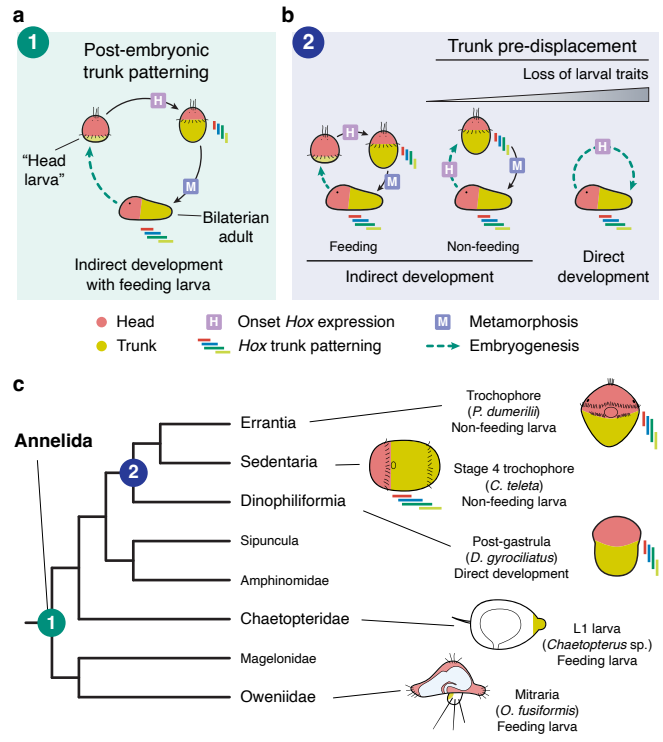 a
1
Post-embryonic
trunk patterning
H
"Head
larva"
M
Bilaterian
adult
Indirect development
with feeding larva
b
2
Trunk pre-displacement
Loss of larval traits
H
M
H
M
H
Feeding
Non-feeding
Indirect development
Direct
development
Head
H Onset Hox expression
M Metamorphosis
Trunk
Hox trunk patterning
Embryogenesis
c
Annelida
1
2
Errantia
Sedentaria
Dinophiliformia
Sipuncula
Amphinomidae
Chaetopteridae
Magelonidae
Oweniidae
Trochophore
(P. dumerilii)
Non-feeding larva
Stage 4 trochophore
(C. teleta)
Non-feeding larva
Post-gastrula
(D. gyrociliatus)
Direct development
L1 larva
(Chaetopterus sp.)
Feeding larva
Mitraria
(O. fusiformis)
Feeding larva